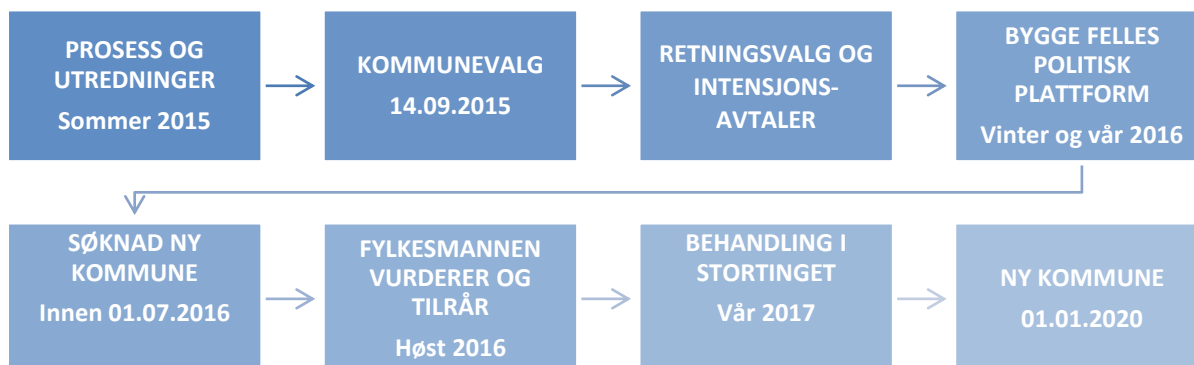 PROSESS OG
UTREDNINGER
Sommer 2015
KOMMUNEVALG
14.09.2015
RETNINGSVALG OG
INTENSJONS-
AVTALER
BYGGE FELLES
POLITISK
PLATTFORM
Vinter og vår 2016
SØKNAD NY
KOMMUNE
Innen 01.07.2016
FYLKESMANNEN
VURDERER OG
TILRÅR
Høst 2016
BEHANDLING I
STORTINGET
Vår 2017
NY KOMMUNE
01.01.2020